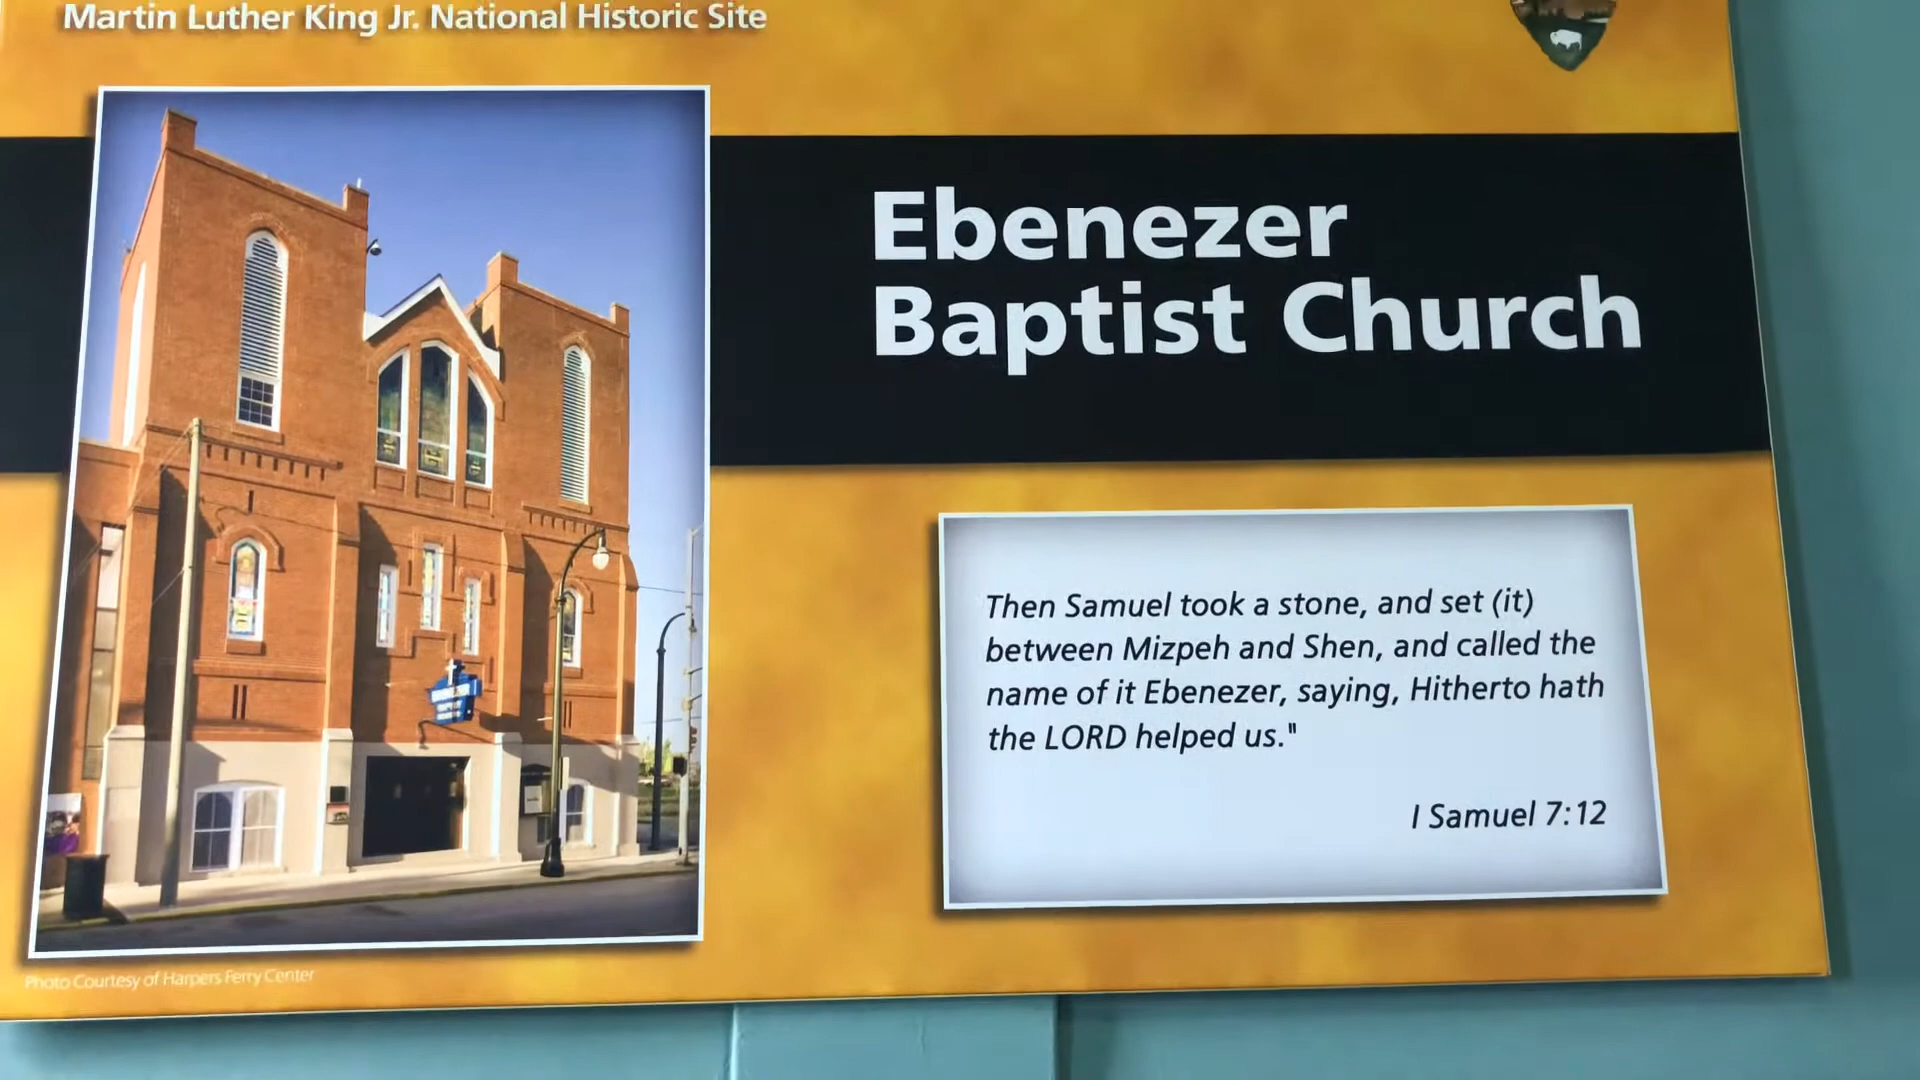 Martin Luther King Jr. National Historic Site
Ebenezer
Baptist Church
Then Samuel took a stone, and set (it)
between Mizpeh and Shen, and called the
name of it Ebenezer, saying, Hitherto hath
the LORD helped us."
I Samuel 7:12
Photo Courtesy of Harpers Ferry Center